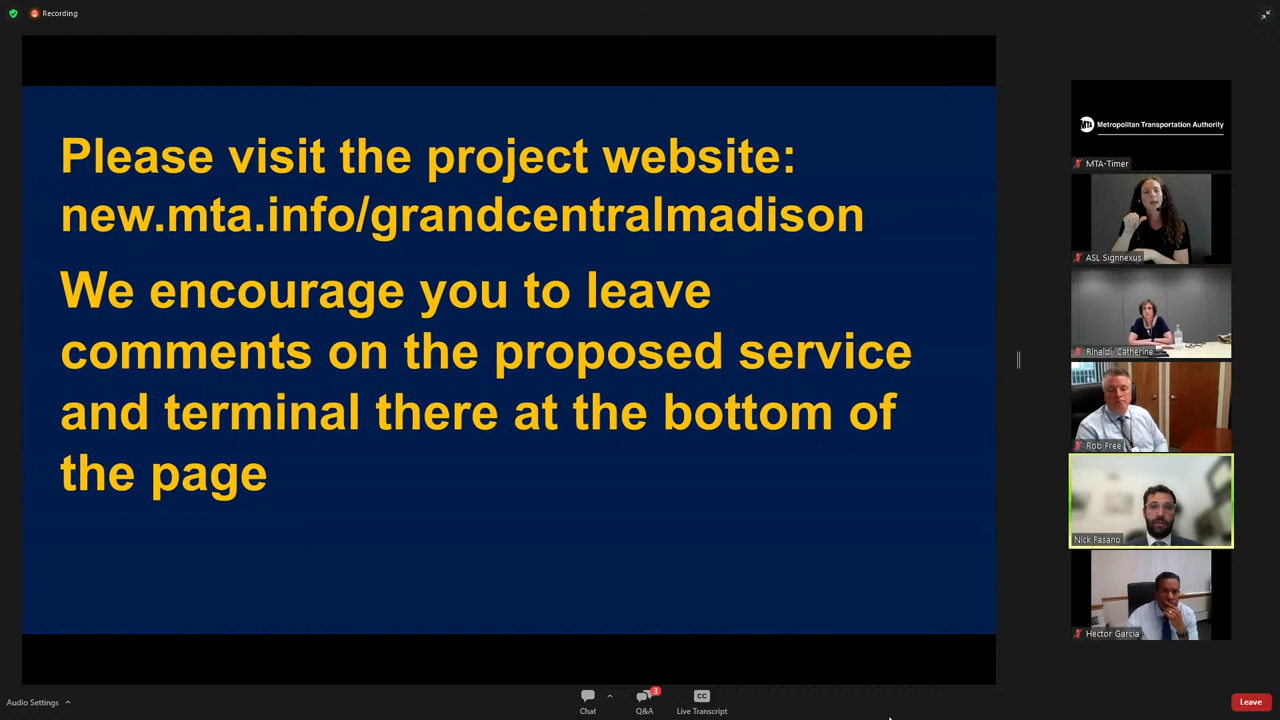 Recording
Please visit the project website:
new.mta.info/grandcentralmadison
We encourage you to leave
comments on the proposed service
and terminal there at the bottom of
the page
MTA Metropolitan Transportation Authority
MTA-Timer
ASL Signnexus
Rinaldi Catherine
Rob Free
Nick Fasano
Hector Garcia
Audio Settings
Chat
Q&A
3
CC
Live Transcript
Leave